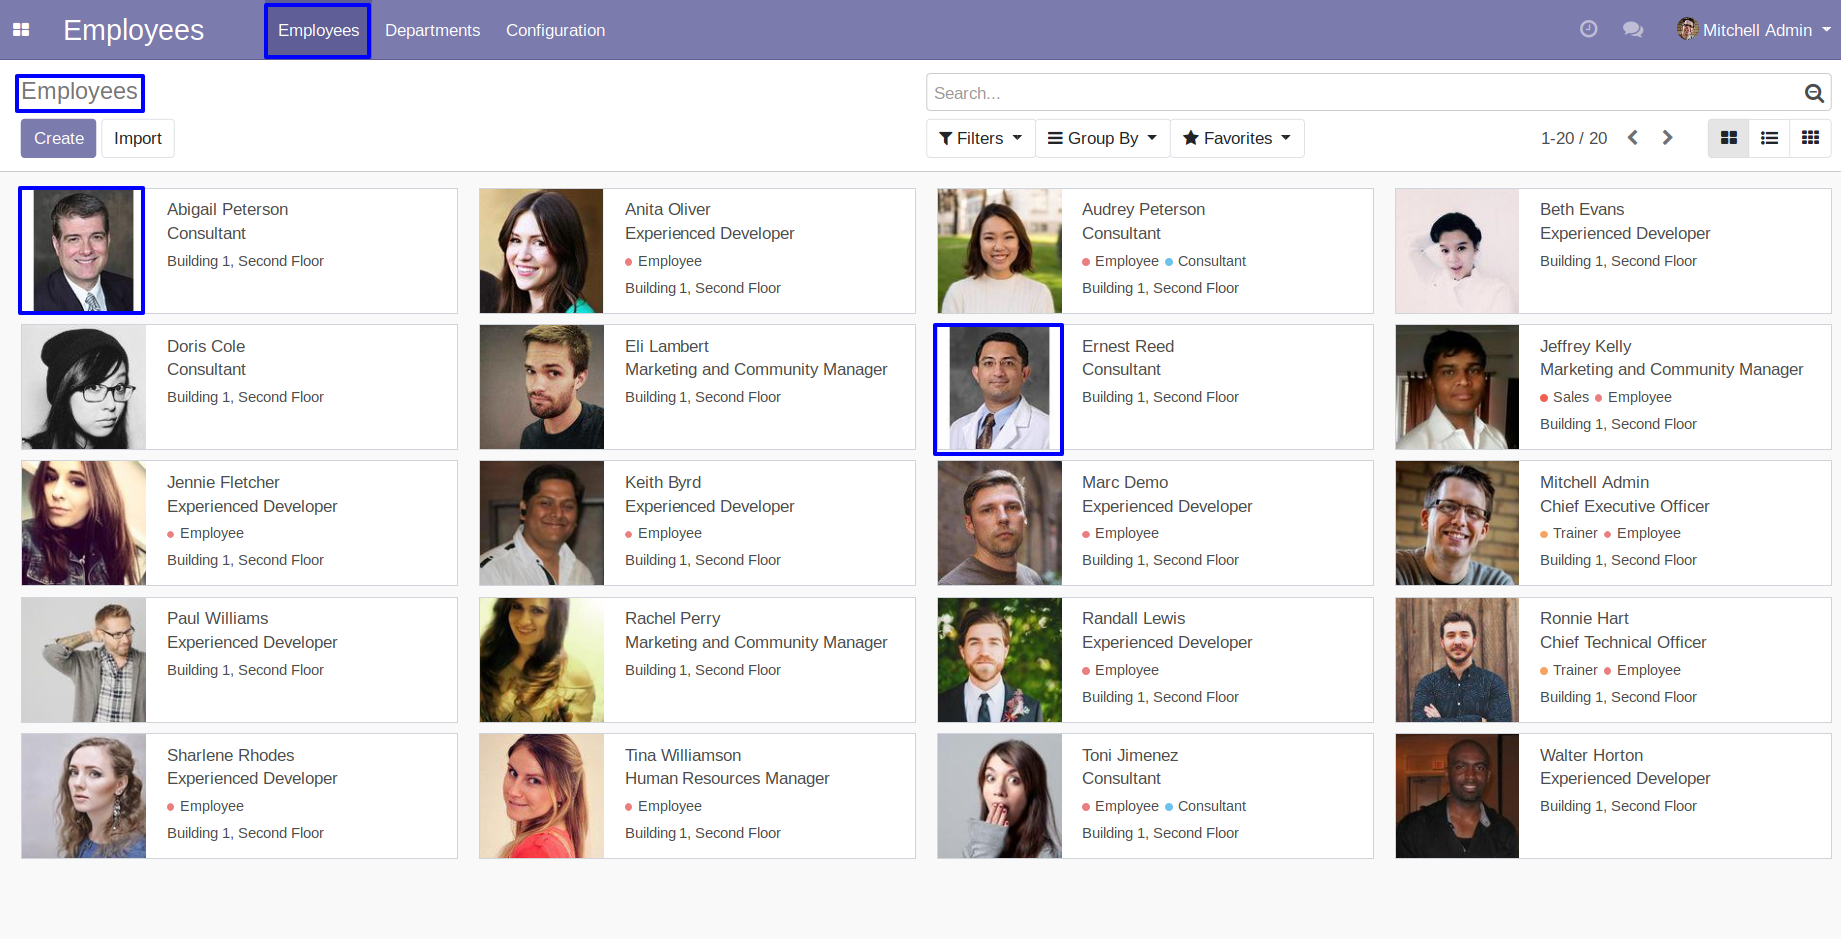 Employees Employees Departments Configuration Mitchell Admin
Employees
Search...
Create Import
Filters Group By Favorites 1-20 / 20
Abigail Peterson
Consultant
Building 1, Second Floor
Anita Oliver
Experienced Developer
Employee
Building 1, Second Floor
Audrey Peterson
Consultant
Employee Consultant
Building 1, Second Floor
Beth Evans
Experienced Developer
Building 1, Second Floor
Doris Cole
Consultant
Building 1, Second Floor
Eli Lambert
Marketing and Community Manager
Building 1, Second Floor
Ernest Reed
Consultant
Building 1, Second Floor
Jeffrey Kelly
Marketing and Community Manager
Sales Employee
Building 1, Second Floor
Jennie Fletcher
Experienced Developer
Employee
Building 1, Second Floor
Keith Byrd
Experienced Developer
Employee
Building 1, Second Floor
Marc Demo
Experienced Developer
Employee
Building 1, Second Floor
Mitchell Admin
Chief Executive Officer
Trainer Employee
Building 1, Second Floor
Paul Williams
Experienced Developer
Building 1, Second Floor
Rachel Perry
Marketing and Community Manager
Building 1, Second Floor
Randall Lewis
Experienced Developer
Employee
Building 1, Second Floor
Ronnie Hart
Chief Technical Officer
Trainer Employee
Building 1, Second Floor
Sharlene Rhodes
Experienced Developer
Employee
Building 1, Second Floor
Tina Williamson
Human Resources Manager
Employee
Building 1, Second Floor
Toni Jimenez
Consultant
Employee Consultant
Building 1, Second Floor
Walter Horton
Experienced Developer
Building 1, Second Floor